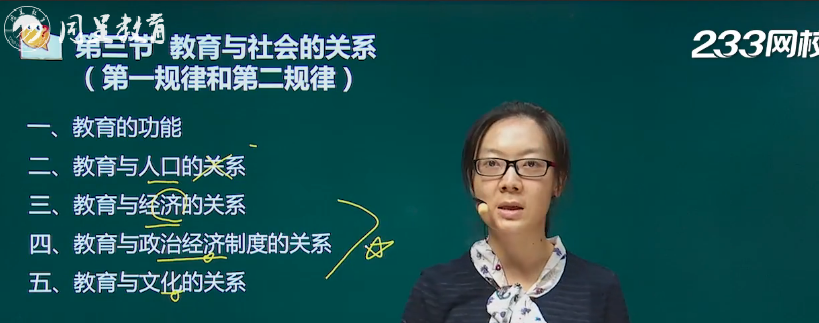 同呈教育
233网校
第三节 教育与社会的关系
（第一规律和第二规律）
一、教育的功能
二、教育与人口的关系
三、教育与经济的关系
四、教育与政治经济制度的关系
五、教育与文化的关系